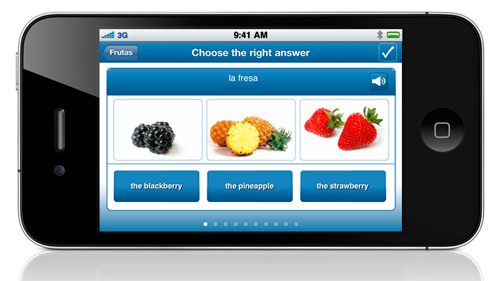 3G 9:41 AM
Frutas Choose the right answer
la fresa
the blackberry the pineapple the strawberry